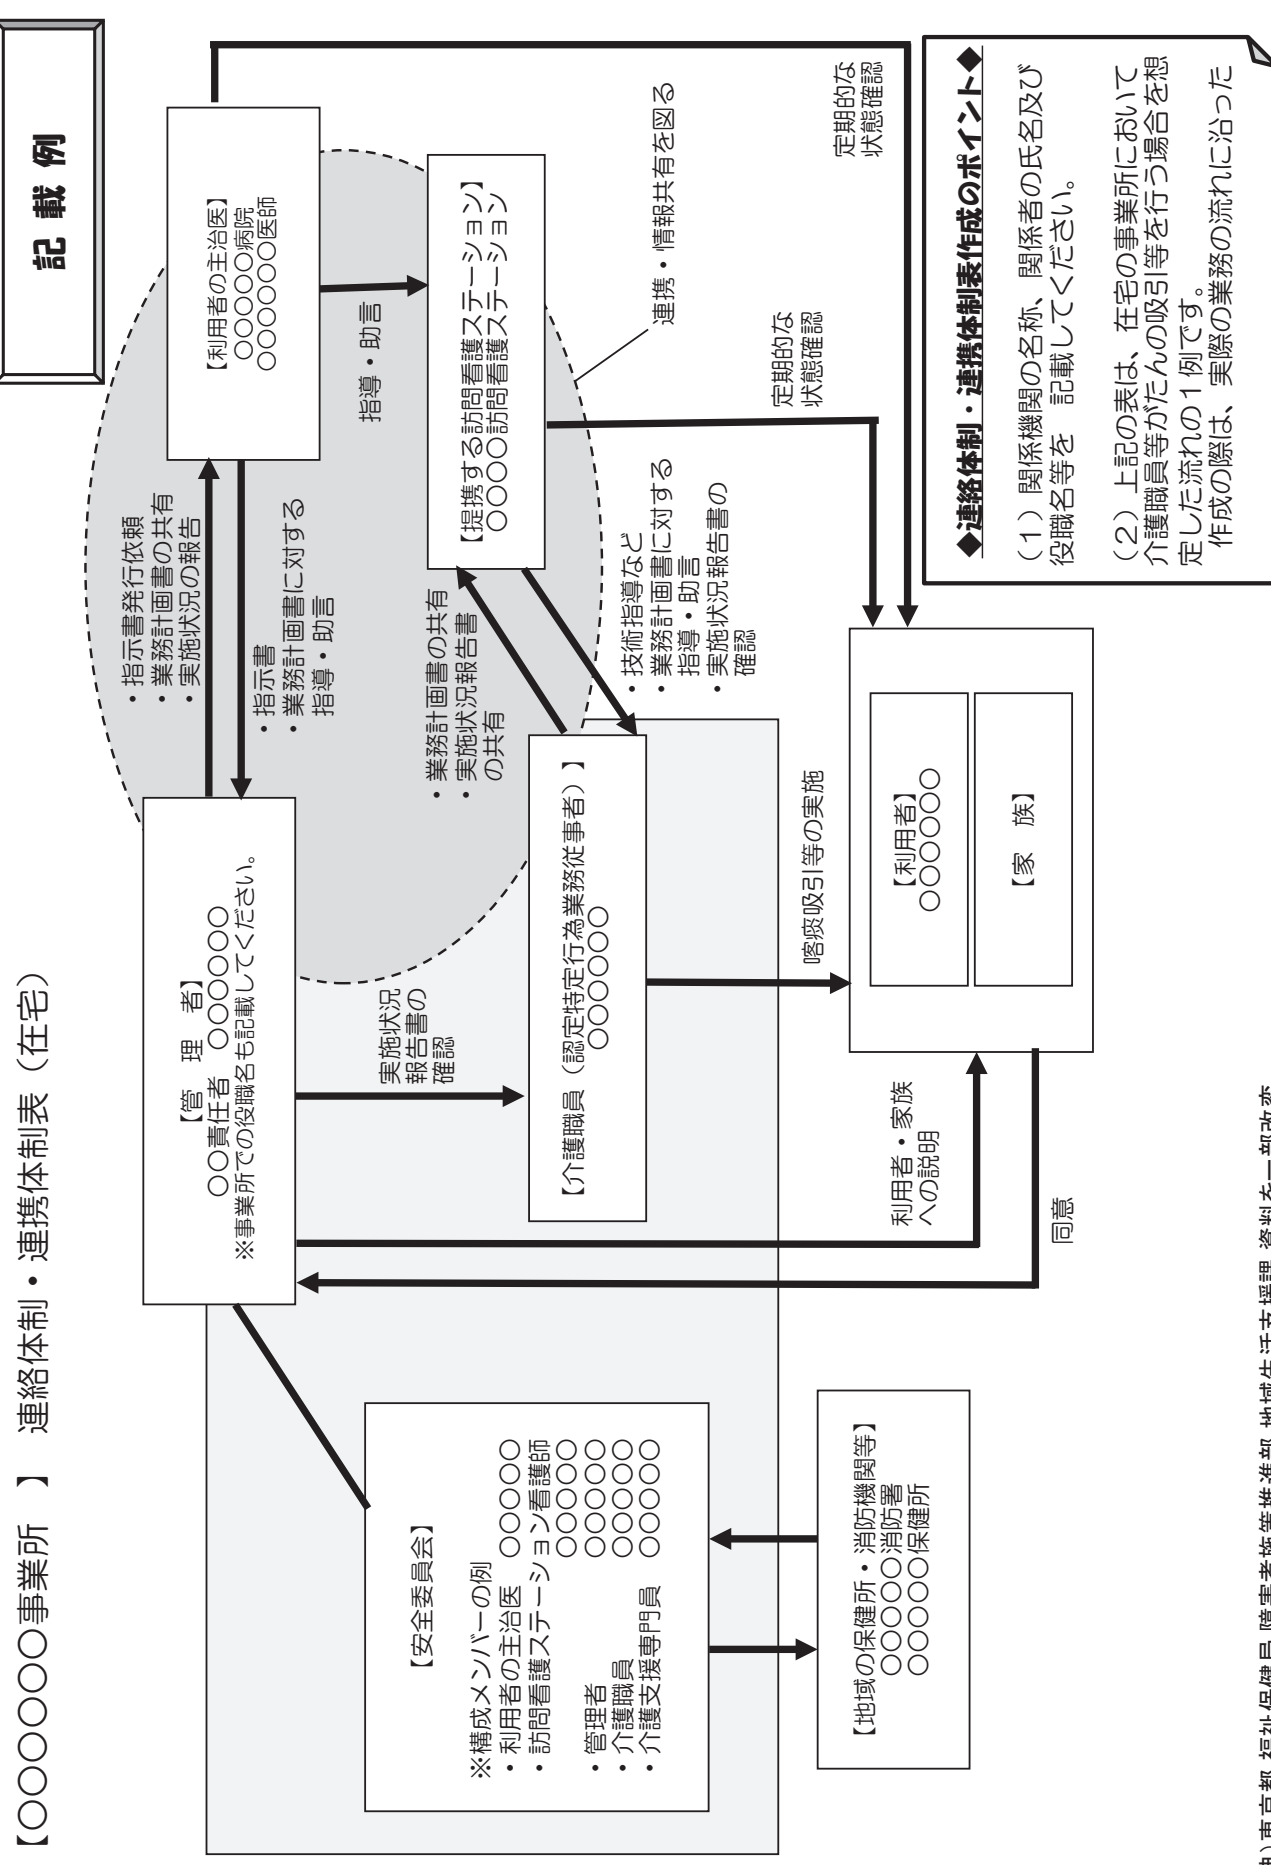 【○○○○○○○事業所　】　連絡体制・連携体制表（在宅）
記 載 例
【管　理　者】
○○責任者　○○○○○○
※事業所での役職名も記載してください。
・指示書発行依頼
・業務計画書の共有
・実施状況の報告
・指示書
・業務計画書に対する
指導・助言
【利用者の主治医】
○○○○○病院
○○○○○○医師
指導・助言
定期的な
状態確認
【安全委員会】
※構成メンバーの例
・利用者の主治医　○○○○○
・訪問看護ステーション看護師
○○○○○
・管理者　○○○○○
・介護職員　○○○○○
・介護支援専門員　○○○○○
実施状況
報告書の
確認
・業務計画書の共有
・実施状況報告書
の共有
【提携する訪問看護ステーション】
○○○○訪問看護ステーション
連携・情報共有を図る
【介護職員（認定特定行為業務従事者）】
○○○○○○
・技術指導など
・業務計画書に対する
指導・助言
・実施状況報告書の
確認
定期的な
状態確認
喀痰吸引等の実施
【地域の保健所・消防機関等】
○○○○○消防署
○○○○○保健所
利用者・家族
への説明
同意
【利用者】
○○○○○○
【家　族】
◆連絡体制・連携体制表作成のポイント◆
（１）関係機関の名称、関係者の氏名及び
役職名等を　記載してください。
（２）上記の表は、在宅の事業所において
介護職員等がたんの吸引等を行う場合を想
定した流れの１例です。
作成の際は、実際の業務の流れに沿った